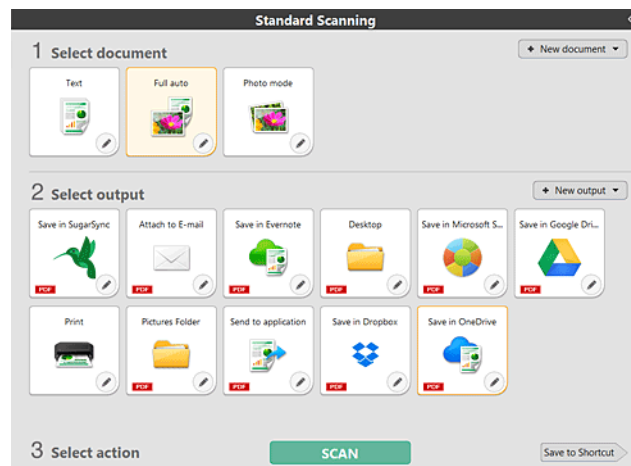 Standard Scanning
1 Select document
+ New document
Text
Full auto
Photo mode
2 Select output
+ New output
Save in SugarSync
Attach to E-mail
Save in Evernote
Desktop
Save in Microsoft S...
Save in Google Dri...
PDF
PDF
PDF
PDF
PDF
PDF
Print
Pictures Folder
Send to application
Save in Dropbox
Save in OneDrive
PDF
PDF
PDF
PDF
3 Select action
SCAN
Save to Shortcut